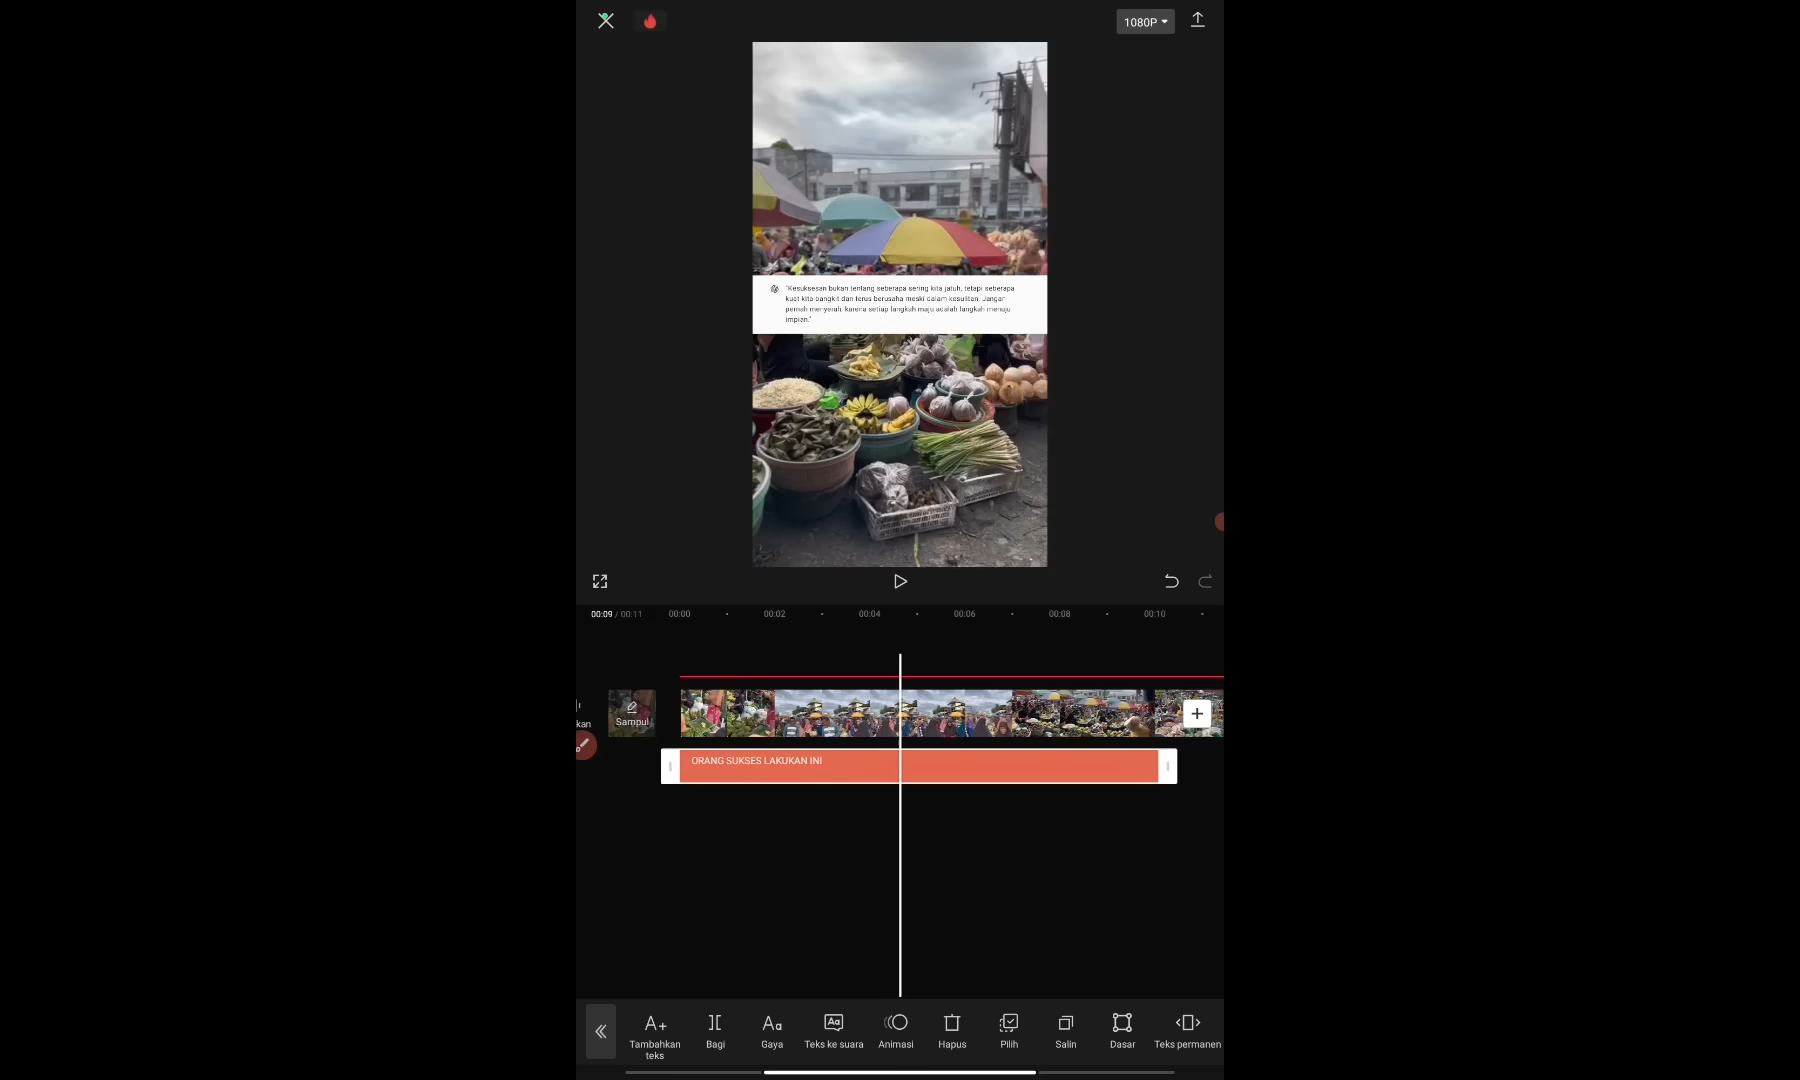 1080P
"Kesuksesan bukan tentang seberapa sering kita jatuh, tetapi seberapa
kuat kita bangkit dan terus berusaha meski dalam kesulitan. Jangan
pernah menyerah, karena setiap langkah maju adalah langkah menuju
impian."
00:09 / 00:11 00:00 00:02 00:04 00:06 00:08 00:10
kan
Sampul
ORANG SUKSES LAKUKAN INI
Tambahkan teks
Bagi
Gaya
Teks ke suara
Animasi
Hapus
Pilih
Salin
Dasar
Teks permanen